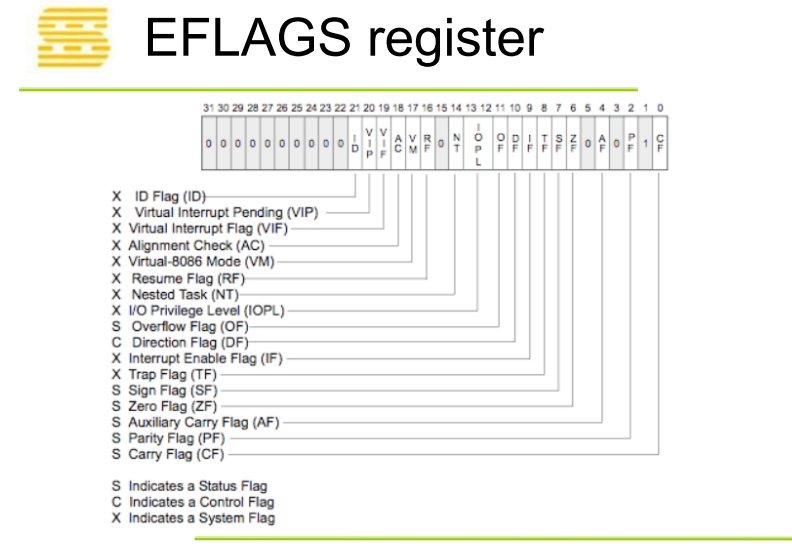 EFLAGS register
31 30 29 28 27 26 25 24 23 22 21 20 19 18 17 16 15 14 13 12 11 10 9 8 7 6 5 4 3 2 1 0
0 0 0 0 0 0 0 0 0 0 ID VIP VIF AC VM RF 0 NT IOPL OF DF IF TF SF ZF 0 AF 0 PF 1 CF
X ID Flag (ID)
X Virtual Interrupt Pending (VIP)
X Virtual Interrupt Flag (VIF)
X Alignment Check (AC)
X Virtual-8086 Mode (VM)
X Resume Flag (RF)
X Nested Task (NT)
X I/O Privilege Level (IOPL)
S Overflow Flag (OF)
C Direction Flag (DF)
X Interrupt Enable Flag (IF)
X Trap Flag (TF)
S Sign Flag (SF)
S Zero Flag (ZF)
S Auxiliary Carry Flag (AF)
S Parity Flag (PF)
S Carry Flag (CF)
S Indicates a Status Flag
C Indicates a Control Flag
X Indicates a System Flag